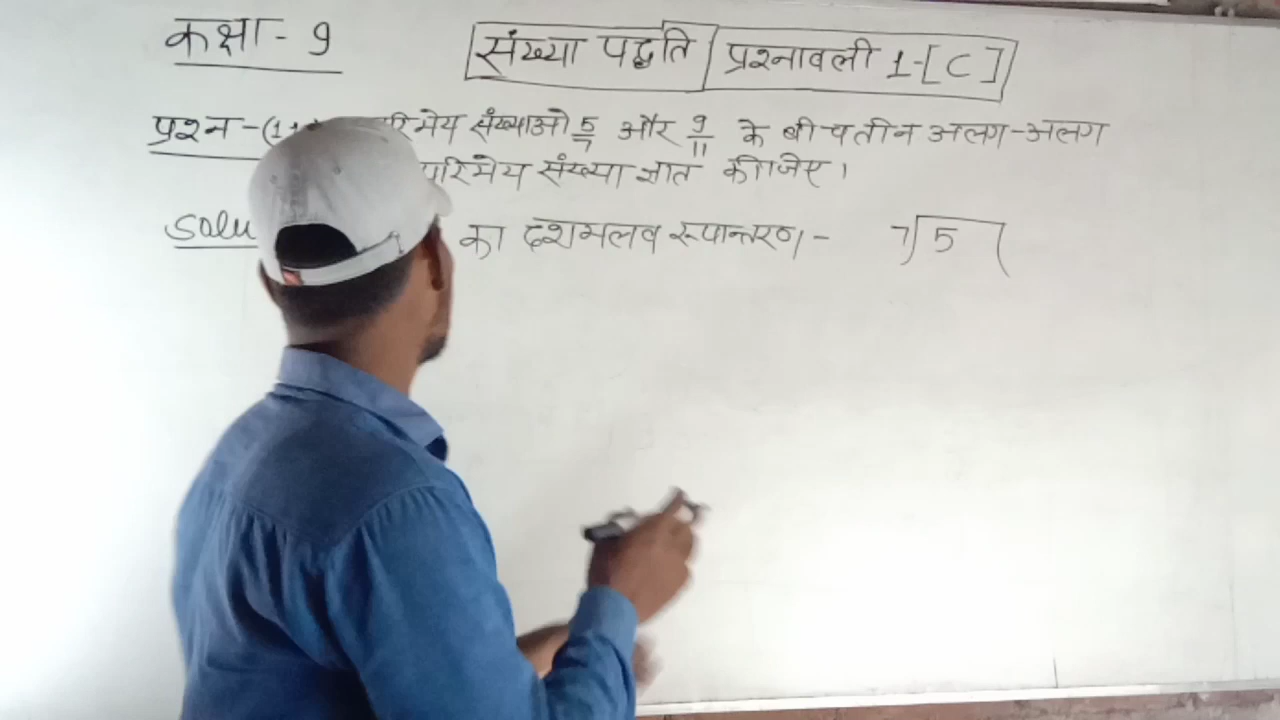 कक्षा - 9
संख्या पद्धति प्रश्नावली 1-[C]
प्रश्न - संख्याओ 5/7 और 9/11 के बीच तीन अलग-अलग
परिमेय संख्या ज्ञात कीजिए।
Solu का दशमलव रूपान्तरण - 7)5(